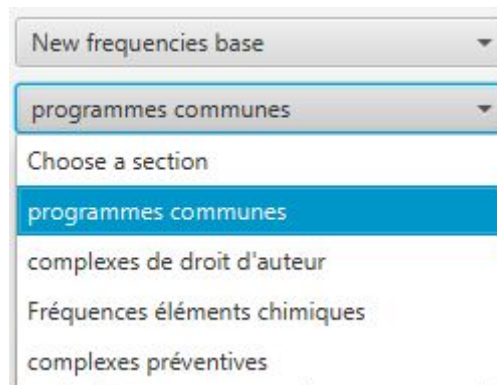 New frequencies base
programmes communes
Choose a section
programmes communes
complexes de droit d'auteur
Fréquences éléments chimiques
complexes préventives